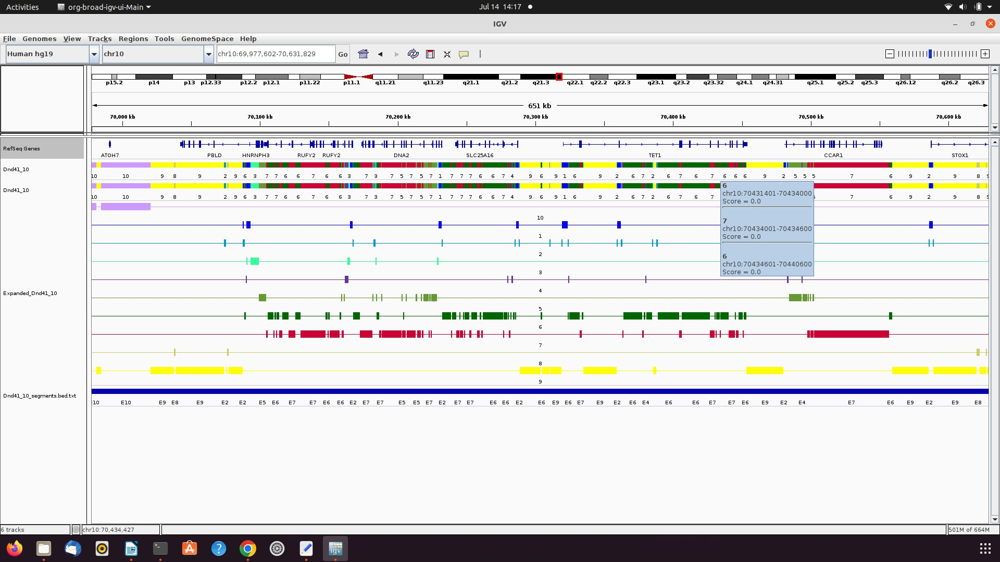 Activities org-broad-igv-ui-Main Jul 14 14:17
IGV
File Genomes View Tracks Regions Tools GenomeSpace Help
Human hg19 chr10 chr10:69,977,602-70,631,829 Go
p15.2 p14 p13 p12.33 p12.2 p12.1 p11.22 p11.1 q11.21 q11.23 q21.1 q21.2 q21.3 q22.1 q22.2 q22.3 q23.1 q23.2 q23.32 q24.1 q24.31 q25.1 q25.2 q25.3 q26.12 q26.2 q26.3
651 kb
70,000 kb 70,100 kb 70,200 kb 70,300 kb 70,400 kb 70,500 kb 70,600 kb
RefSeq Genes
ATOH7 PBLD HNRNPH3 RUFY2 RUFY2 DNA2 SLC25A16 TET1 CCAR1 STOX1
Dnd41_10
10 10 9 8 9 2 9 6 3 7 7 6 6 7 6 6 3 7 3 7 5 7 5 7 1 7 7 6 7 4 9 6 9 1 6 9 2 6 7 2 6 6 7 6 6 6 9 2 5 5 5 7 6 9 2 9 8
Dnd41_10
10 10 9 8 9 2 9 6 3 7 7 6 6 7 6 6 3 7 3 7 5 7 5 7 1 7 7 6 7 4 9 6 9 1 6 9 2 6 7 2 6 6 7 7 6 9 2 9 8
6
chr10:70431401-70434000
Score = 0.0
7
chr10:70434001-70434600
Score = 0.0
6
chr10:70434601-70440600
Score = 0.0
10
1
2
3
4
Expanded_Dnd41_10
5
6
7
8
9
Dnd41_10_segments.bed.txt
E10 E9 E8 E9 E2 E2 E5 E6 E7 E7 E6 E6 E2 E7 E7 E5 E5 E7 E2 E7 E7 E6 E6 E2 E6 E9 E6 E7 E9 E2 E6 E4 E6 E6 E7 E7 E6 E9 E2 E4 E7 E6 E9 E2 E9 E8
6 tracks chr10:70,434,427 501M of 664M
igv